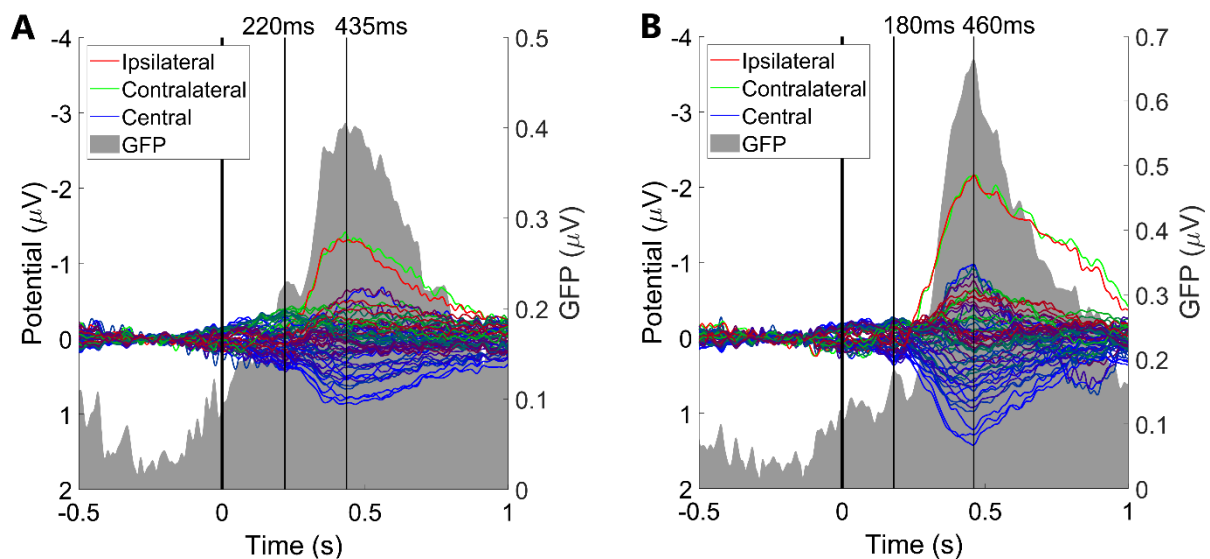 A
220ms 435ms
-4
-3
-2
-1
0
1
2
Potential (μV)
Ipsilateral
Contralateral
Central
GFP
0.5
0.4
0.3
0.2
0.1
0
GFP (μV)
-0.5 0 0.5 1
Time (s)
B
180ms 460ms
-4
-3
-2
-1
0
1
2
Potential (μV)
Ipsilateral
Contralateral
Central
GFP
0.7
0.6
0.5
0.4
0.3
0.2
0.1
0
GFP (μV)
-0.5 0 0.5 1
Time (s)